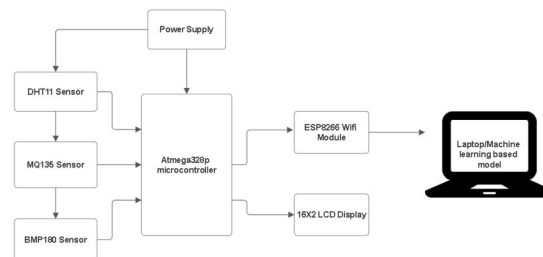 Power Supply
DHT11 Sensor
MQ135 Sensor
BMP180 Sensor
Atmega328p
microcontroller
ESP8266 Wifi
Module
16X2 LCD Display
Laptop/Machine
learning based
model